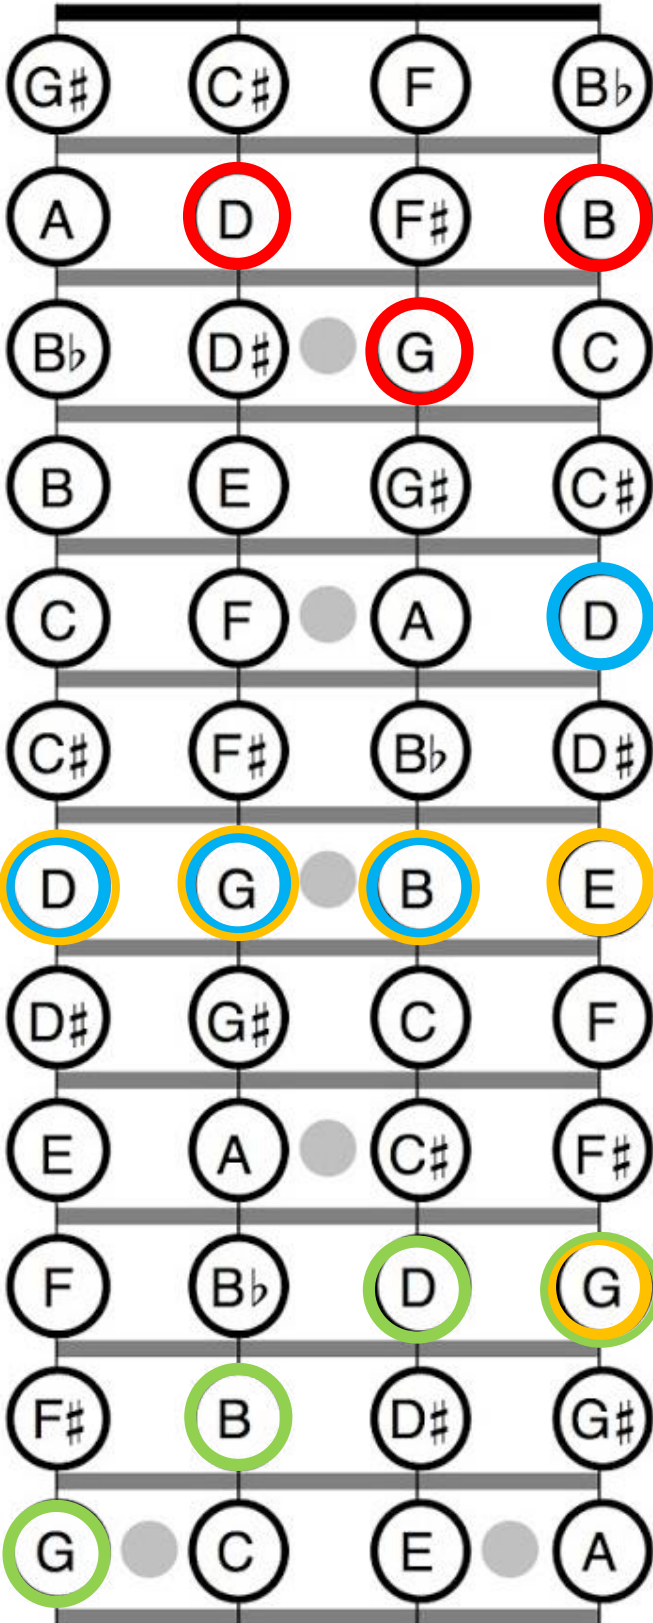 G♯ C♯ F B♭
A D F♯ B
B♭ D♯ G C
B E G♯ C♯
C F A D
C♯ F♯ B♭ D♯
D G B E
D♯ G♯ C F
E A C♯ F♯
F B♭ D G
F♯ B D♯ G♯
G C E A